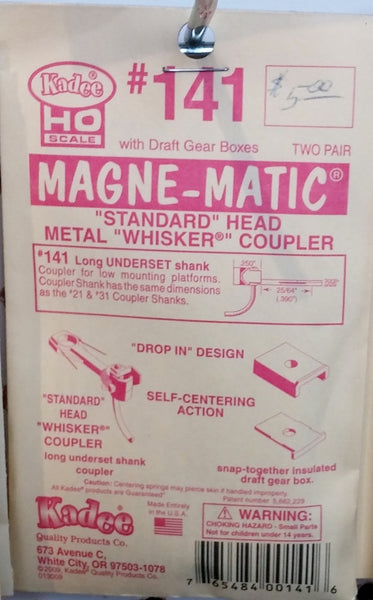 Kadee®
HO
SCALE
#141
$5.00
with Draft Gear Boxes
TWO PAIR
MAGNE-MATIC®
"STANDARD" HEAD
METAL "WHISKER®" COUPLER
#141 Long UNDERSET shank
Coupler for low mounting platforms.
Coupler Shank has the same dimensions
as the #21 & #31 Coupler Shanks.
.250"
25/64"
(.390")
"DROP IN" DESIGN
SELF-CENTERING
ACTION
"STANDARD"
HEAD
"WHISKER®"
COUPLER
long underset shank
coupler
snap-together insulated
draft gear box.
Caution: Centering springs may pierce skin if handled improperly.
All Kadee® products are Guaranteed"
Patent number 5,662,229
Kadee®
Quality Products Co.
673 Avenue C,
White City, OR 97503-1078
©2009, Kadee® Quality Products Co.
013009
Made Entirely
in the U.S.A.
WARNING:
CHOKING HAZARD - Small Parts
Not for children under 14 years.
7 65484 00141 6